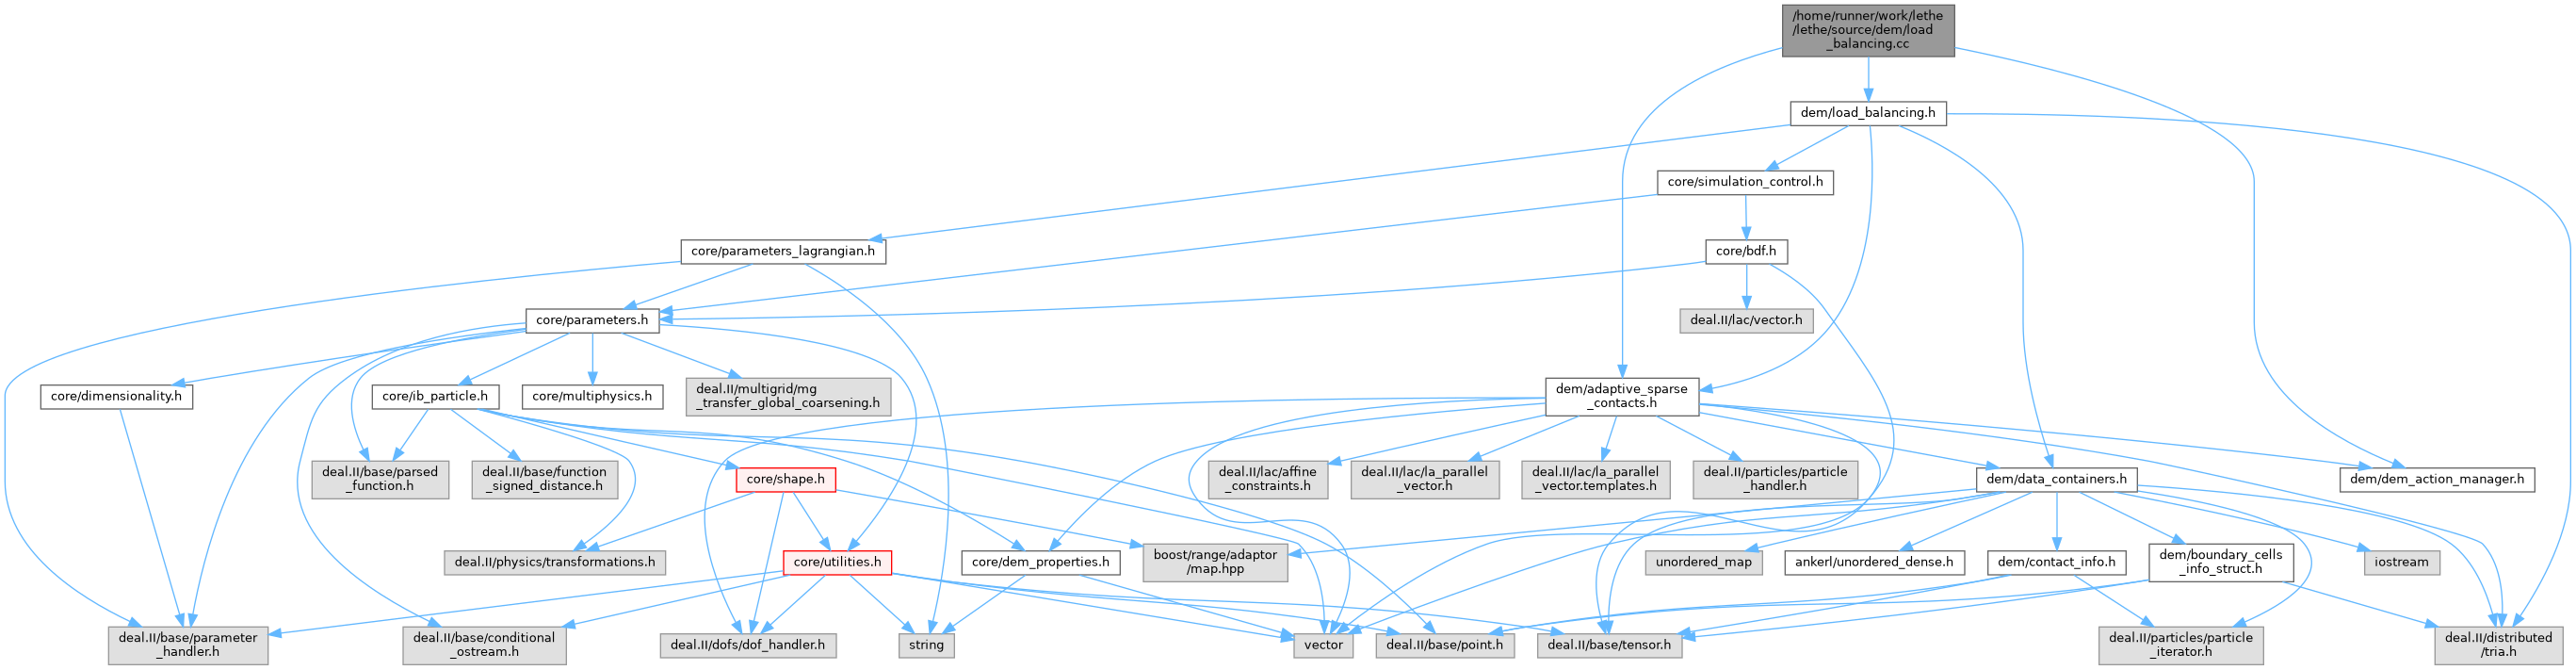 /home/runner/work/lethe
/lethe/source/dem/load
_balancing.cc
dem/load_balancing.h
core/simulation_control.h
core/parameters_lagrangian.h
core/bdf.h
core/parameters.h
deal.II/lac/vector.h
core/dimensionality.h
core/ib_particle.h
core/multiphysics.h
deal.II/multigrid/mg
_transfer_global_coarsening.h
dem/adaptive_sparse
_contacts.h
deal.II/base/parsed
_function.h
deal.II/base/function
_signed_distance.h
core/shape.h
deal.II/lac/affine
_constraints.h
deal.II/lac/la_parallel
_vector.h
deal.II/lac/la_parallel
_vector.templates.h
deal.II/particles/particle
_handler.h
dem/data_containers.h
dem/dem_action_manager.h
deal.II/physics/transformations.h
core/utilities.h
core/dem_properties.h
boost/range/adaptor
/map.hpp
unordered_map
ankerl/unordered_dense.h
dem/contact_info.h
dem/boundary_cells
_info_struct.h
iostream
deal.II/base/parameter
_handler.h
deal.II/base/conditional
_ostream.h
deal.II/dofs/dof_handler.h
string
vector
deal.II/base/point.h
deal.II/base/tensor.h
deal.II/particles/particle
_iterator.h
deal.II/distributed
/tria.h